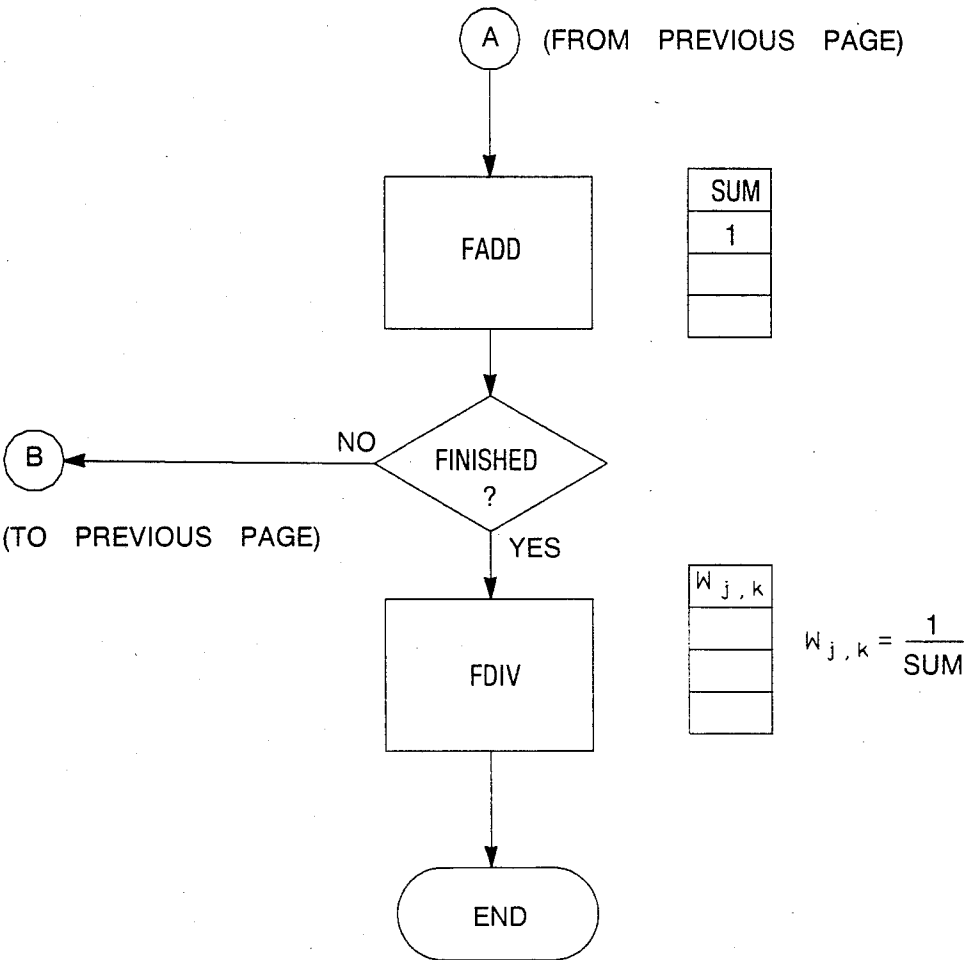 A (FROM PREVIOUS PAGE)
SUM
1
FADD
NO
B
FINISHED
?
(TO PREVIOUS PAGE)
YES
W j , k
W j , k = 1
SUM
FDIV
END